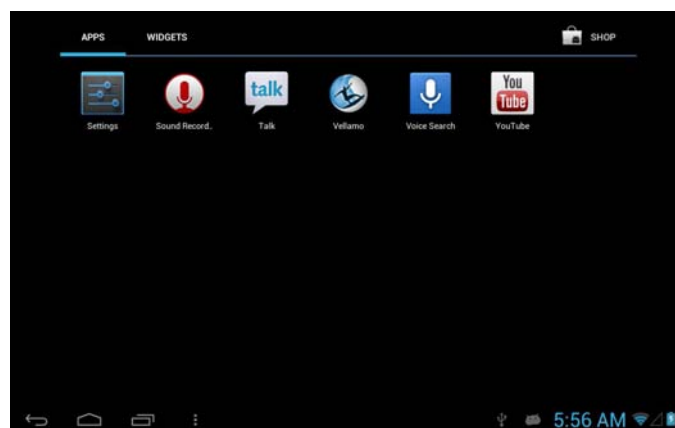 APPS WIDGETS SHOP
talk You
Tube
Settings Sound Record.. Talk Vellamo Voice Search YouTube
5:56 AM